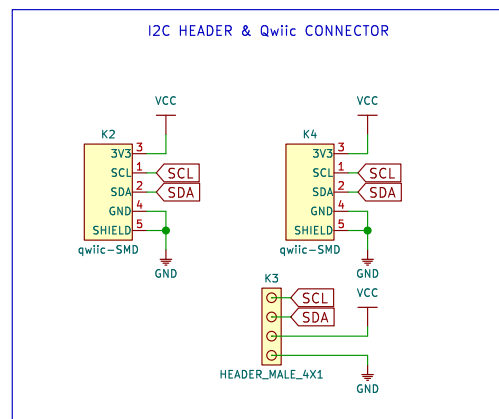 I2C HEADER & Qwiic CONNECTOR
VCC
K2
3V3 3
SCL 1 SCL
SDA 2 SDA
GND 4
SHIELD 5
qwiic-SMD
GND
VCC
K4
3V3 3
SCL 1 SCL
SDA 2 SDA
GND 4
SHIELD 5
qwiic-SMD
GND
K3
SCL
SDA
VCC
HEADER_MALE_4X1
GND